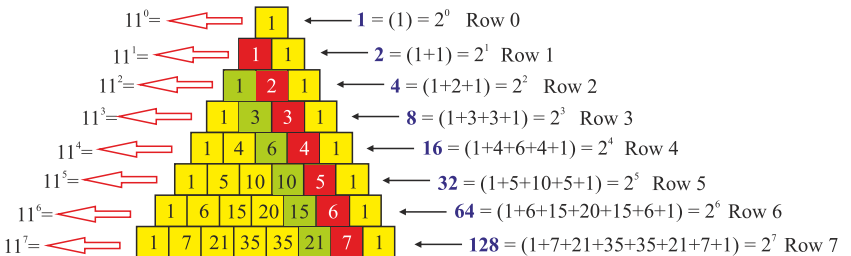 11⁰= 1 1 = (1) = 2⁰ Row 0
11¹= 1 1 2 = (1+1) = 2¹ Row 1
11²= 1 2 1 4 = (1+2+1) = 2² Row 2
11³= 1 3 3 1 8 = (1+3+3+1) = 2³ Row 3
11⁴= 1 4 6 4 1 16 = (1+4+6+4+1) = 2⁴ Row 4
11⁵= 1 5 10 10 5 1 32 = (1+5+10+5+1) = 2⁵ Row 5
11⁶= 1 6 15 20 15 6 1 64 = (1+6+15+20+15+6+1) = 2⁶ Row 6
11⁷= 1 7 21 35 35 21 7 1 128 = (1+7+21+35+35+21+7+1) = 2⁷ Row 7